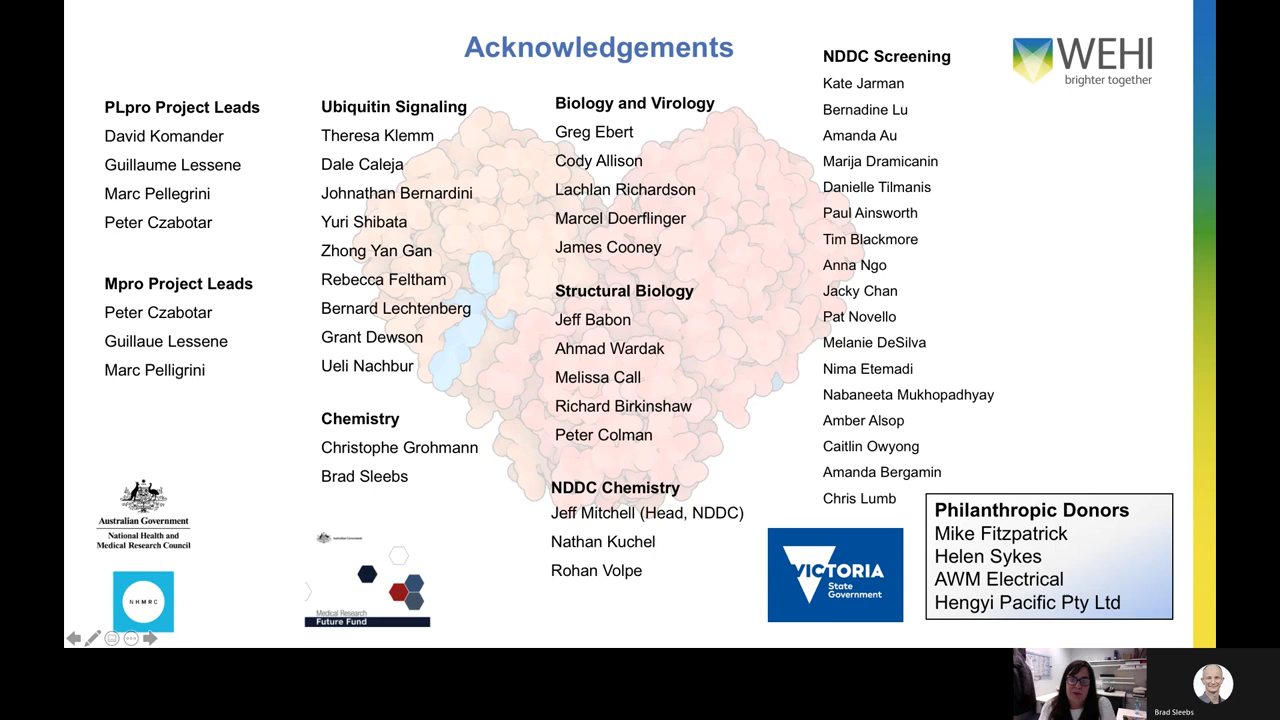 Acknowledgements
WEHI
brighter together
PLpro Project Leads
David Komander
Guillaume Lessene
Marc Pellegrini
Peter Czabotar
Mpro Project Leads
Peter Czabotar
Guillaue Lessene
Marc Pelligrini
Ubiquitin Signaling
Theresa Klemm
Dale Caleja
Johnathan Bernardini
Yuri Shibata
Zhong Yan Gan
Rebecca Feltham
Bernard Lechtenberg
Grant Dewson
Ueli Nachbur
Chemistry
Christophe Grohmann
Brad Sleebs
Biology and Virology
Greg Ebert
Cody Allison
Lachlan Richardson
Marcel Doerflinger
James Cooney
Structural Biology
Jeff Babon
Ahmad Wardak
Melissa Call
Richard Birkinshaw
Peter Colman
NDDC Chemistry
Jeff Mitchell (Head, NDDC)
Nathan Kuchel
Rohan Volpe
NDDC Screening
Kate Jarman
Bernadine Lu
Amanda Au
Marija Dramicanin
Danielle Tilmanis
Paul Ainsworth
Tim Blackmore
Anna Ngo
Jacky Chan
Pat Novello
Melanie DeSilva
Nima Etemadi
Nabaneeta Mukhopadhyay
Amber Alsop
Caitlin Owyong
Amanda Bergamin
Chris Lumb
Philanthropic Donors
Mike Fitzpatrick
Helen Sykes
AWM Electrical
Hengyi Pacific Pty Ltd
Australian Government
National Health and
Medical Research Council
NHMRC
Australian Government
Medical Research
Future Fund
VICTORIA
State
Government
Brad Sleebs